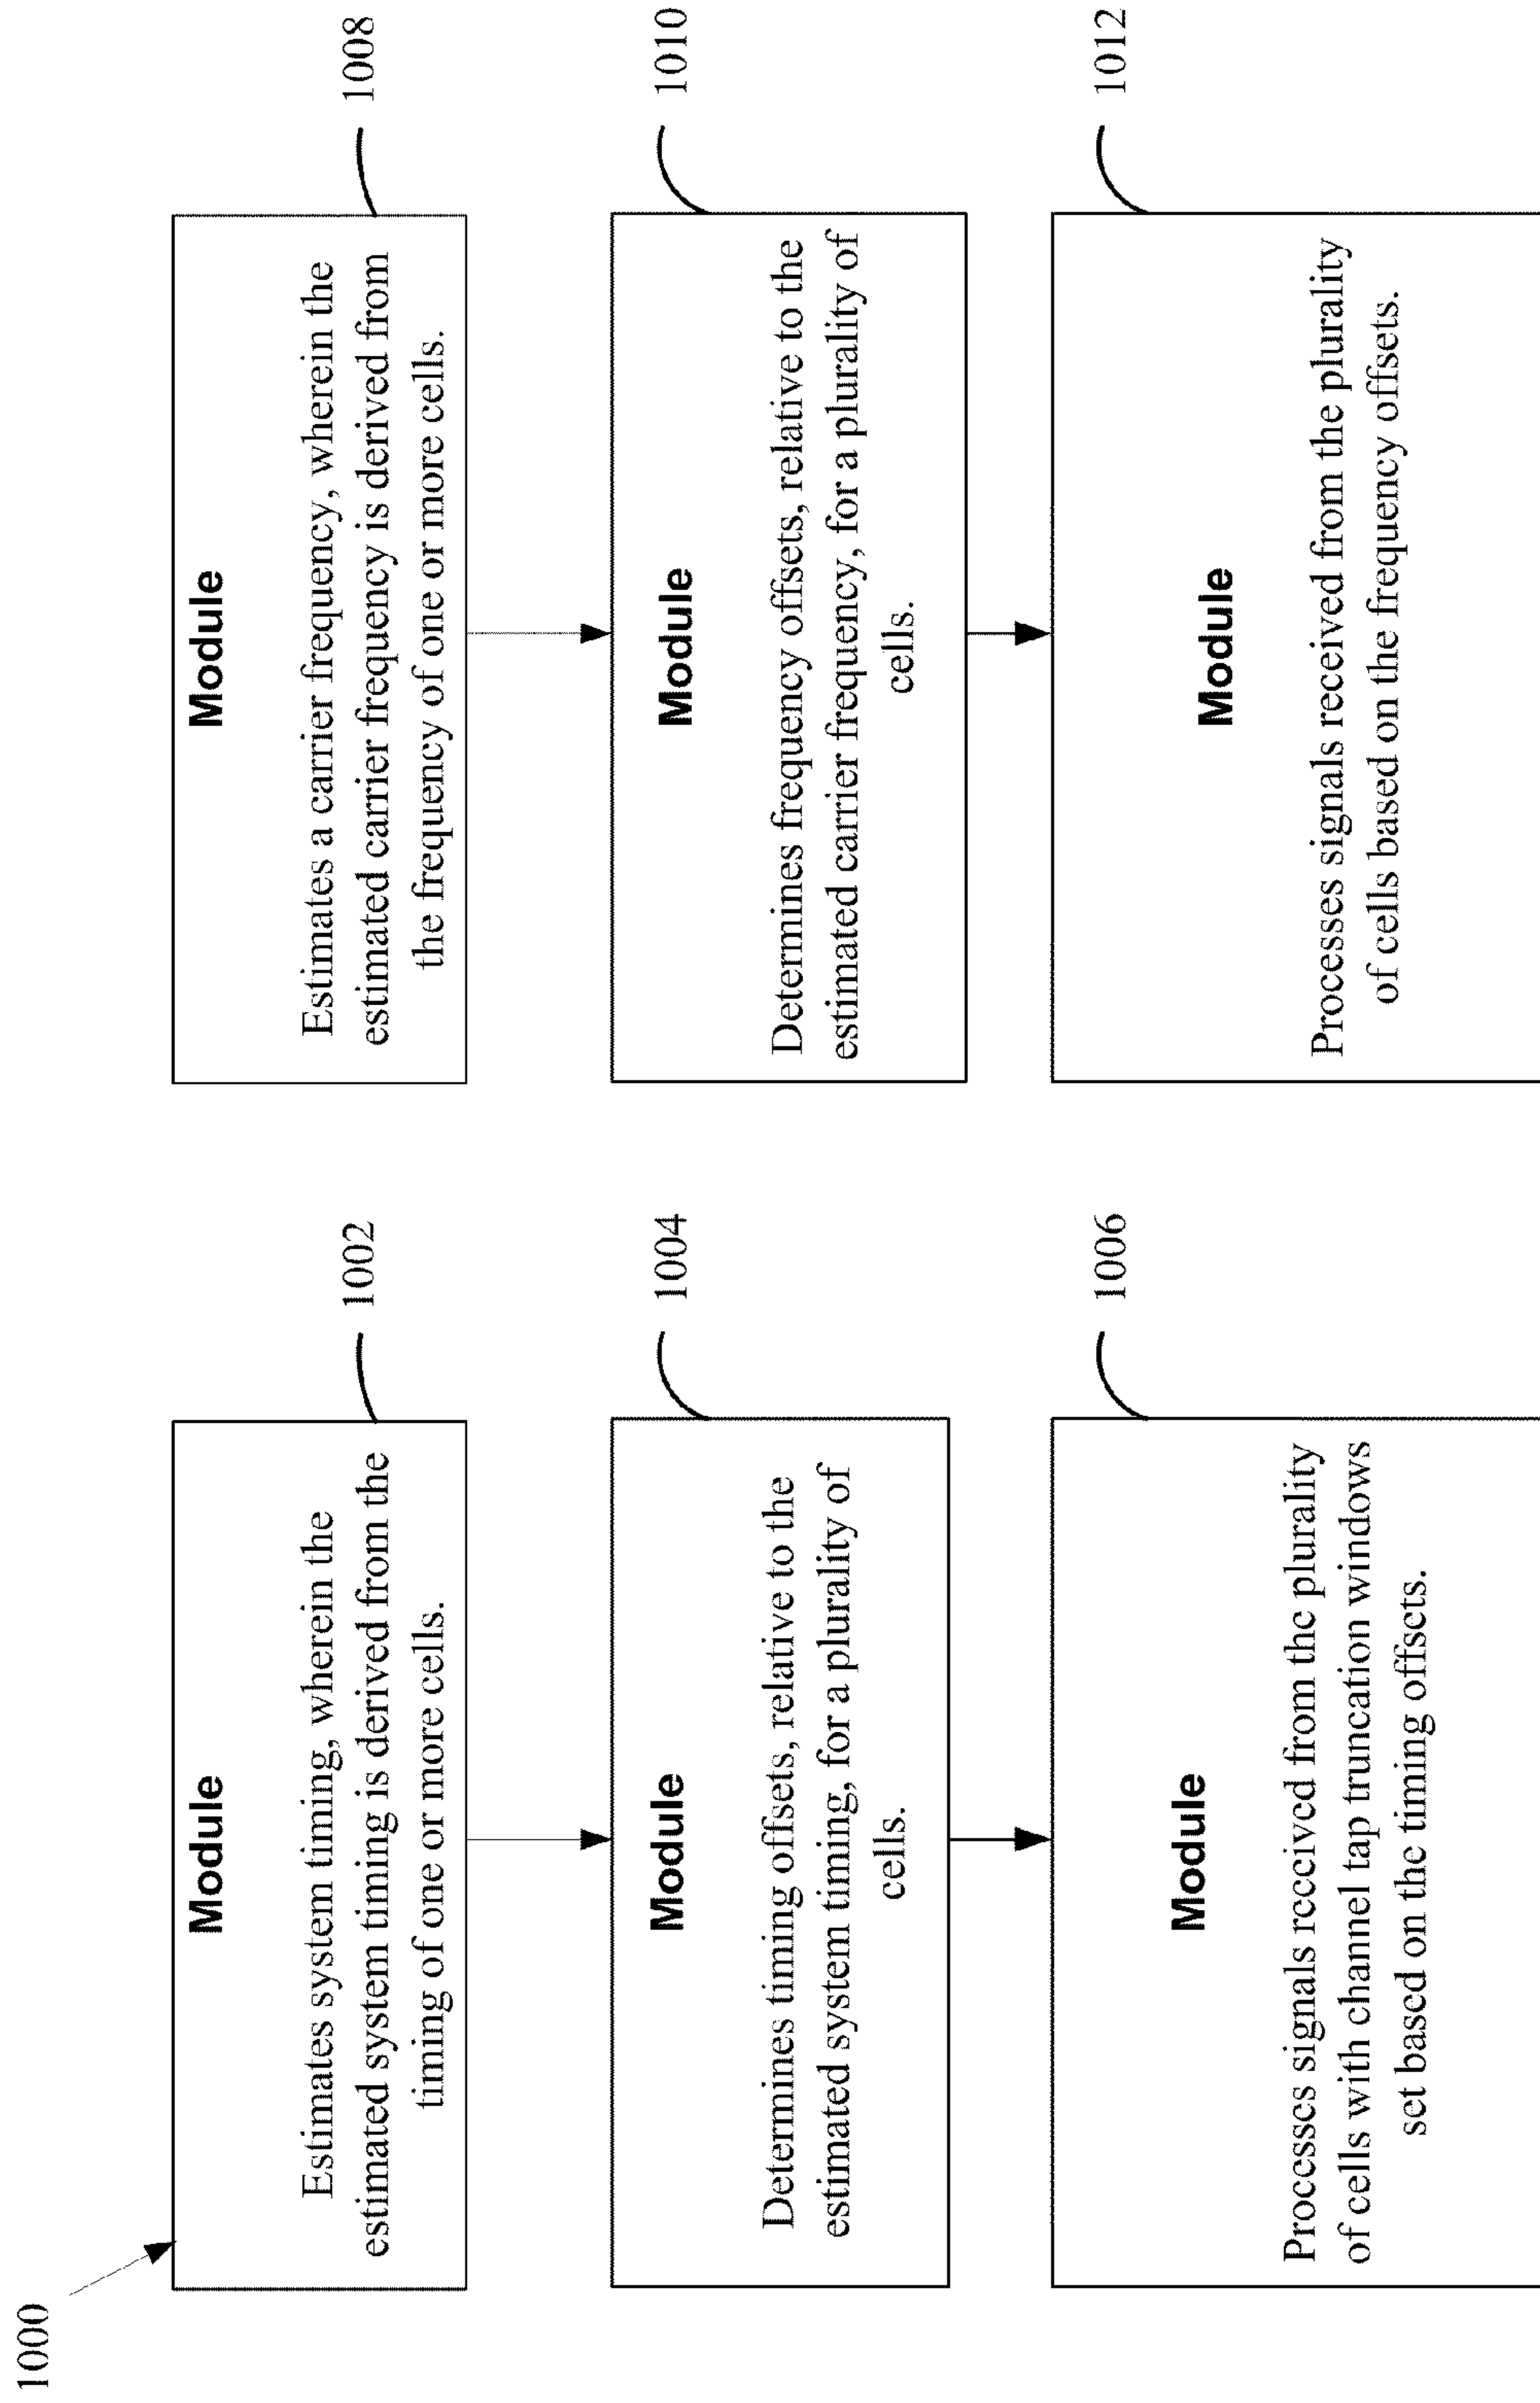 1000
Module
Estimates system timing, wherein the
estimated system timing is derived from the
timing of one or more cells.
1002
Module
Determines timing offsets, relative to the
estimated system timing, for a plurality of
cells.
1004
Module
Processes signals received from the plurality
of cells with channel tap truncation windows
set based on the timing offsets.
1006
Module
Estimates a carrier frequency, wherein the
estimated carrier frequency is derived from
the frequency of one or more cells.
1008
Module
Determines frequency offsets, relative to the
estimated carrier frequency, for a plurality of
cells.
1010
Module
Processes signals received from the plurality
of cells based on the frequency offsets.
1012